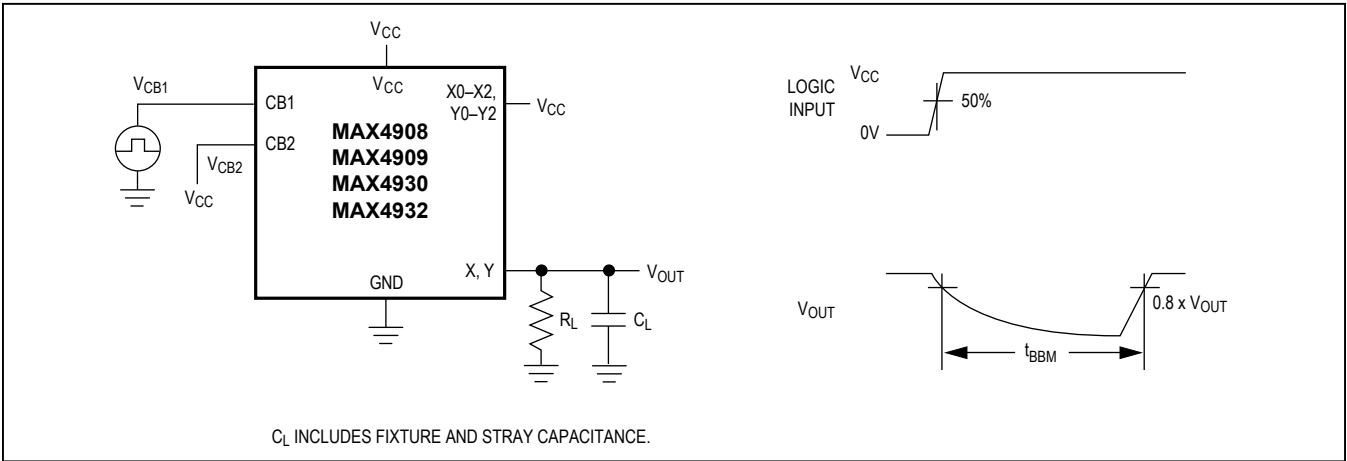 VCC
VCB1
VCC
CB1
X0–X2,
Y0–Y2
VCC
CB2
VCB2
VCC
MAX4908
MAX4909
MAX4930
MAX4932
X, Y
VOUT
GND
RL
CL
CL INCLUDES FIXTURE AND STRAY CAPACITANCE.
LOGIC
INPUT
VCC
50%
0V
VOUT
0.8 x VOUT
tBBM